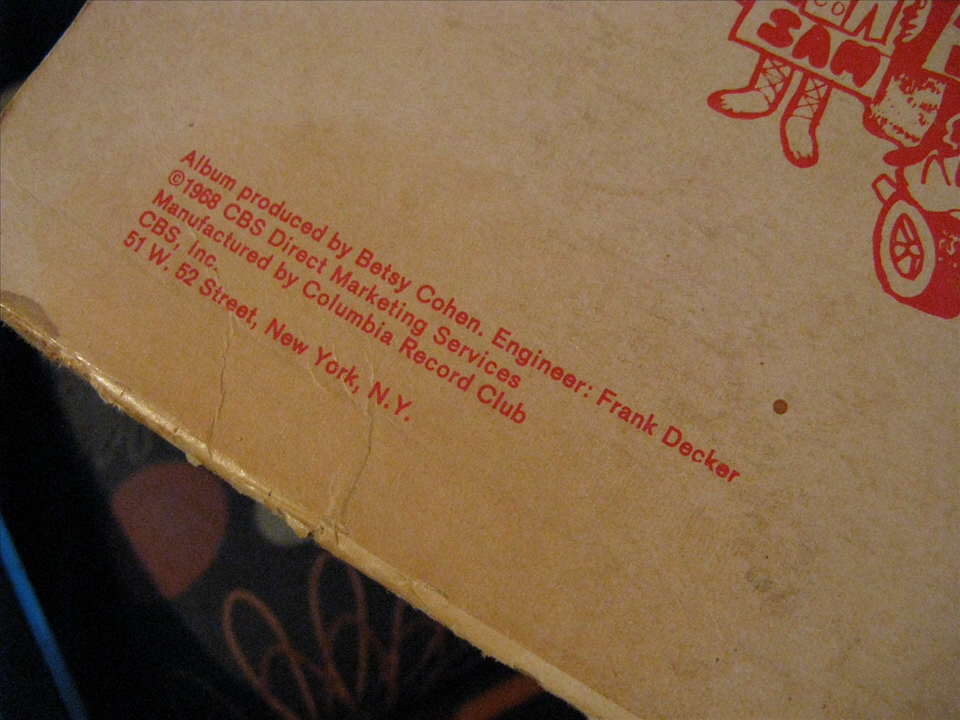 SAM
Album produced by Betsy Cohen. Engineer: Frank Decker
©1968 CBS Direct Marketing Services
Manufactured by Columbia Record Club
CBS, Inc.
51 W. 52 Street, New York, N.Y.